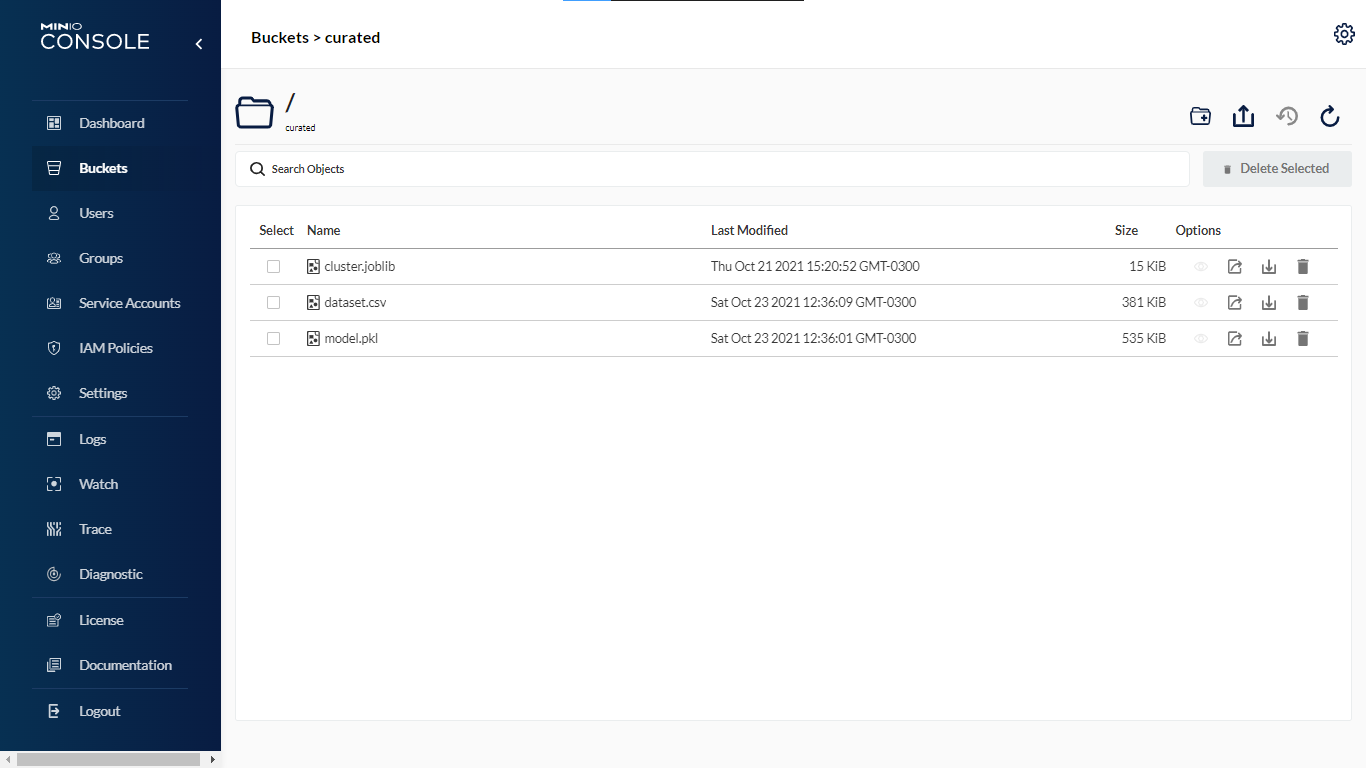 MINIO
CONSOLE
Buckets > curated
Dashboard
Buckets
Users
Groups
Service Accounts
IAM Policies
Settings
Logs
Watch
Trace
Diagnostic
License
Documentation
Logout
/
curated
Search Objects
Delete Selected
Select Name Last Modified Size Options
cluster.joblib Thu Oct 21 2021 15:20:52 GMT-0300 15 KiB
dataset.csv Sat Oct 23 2021 12:36:09 GMT-0300 381 KiB
model.pkl Sat Oct 23 2021 12:36:01 GMT-0300 535 KiB